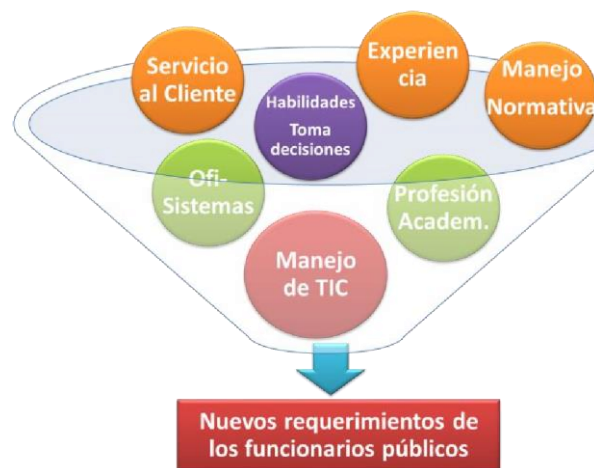 Servicio
al Cliente
Experien
cia
Manejo
Normativa
Habilidades
Toma
decisiones
Ofi-
Sistemas
Profesión
Academ.
Manejo
de TIC
Nuevos requerimientos de
los funcionarios públicos